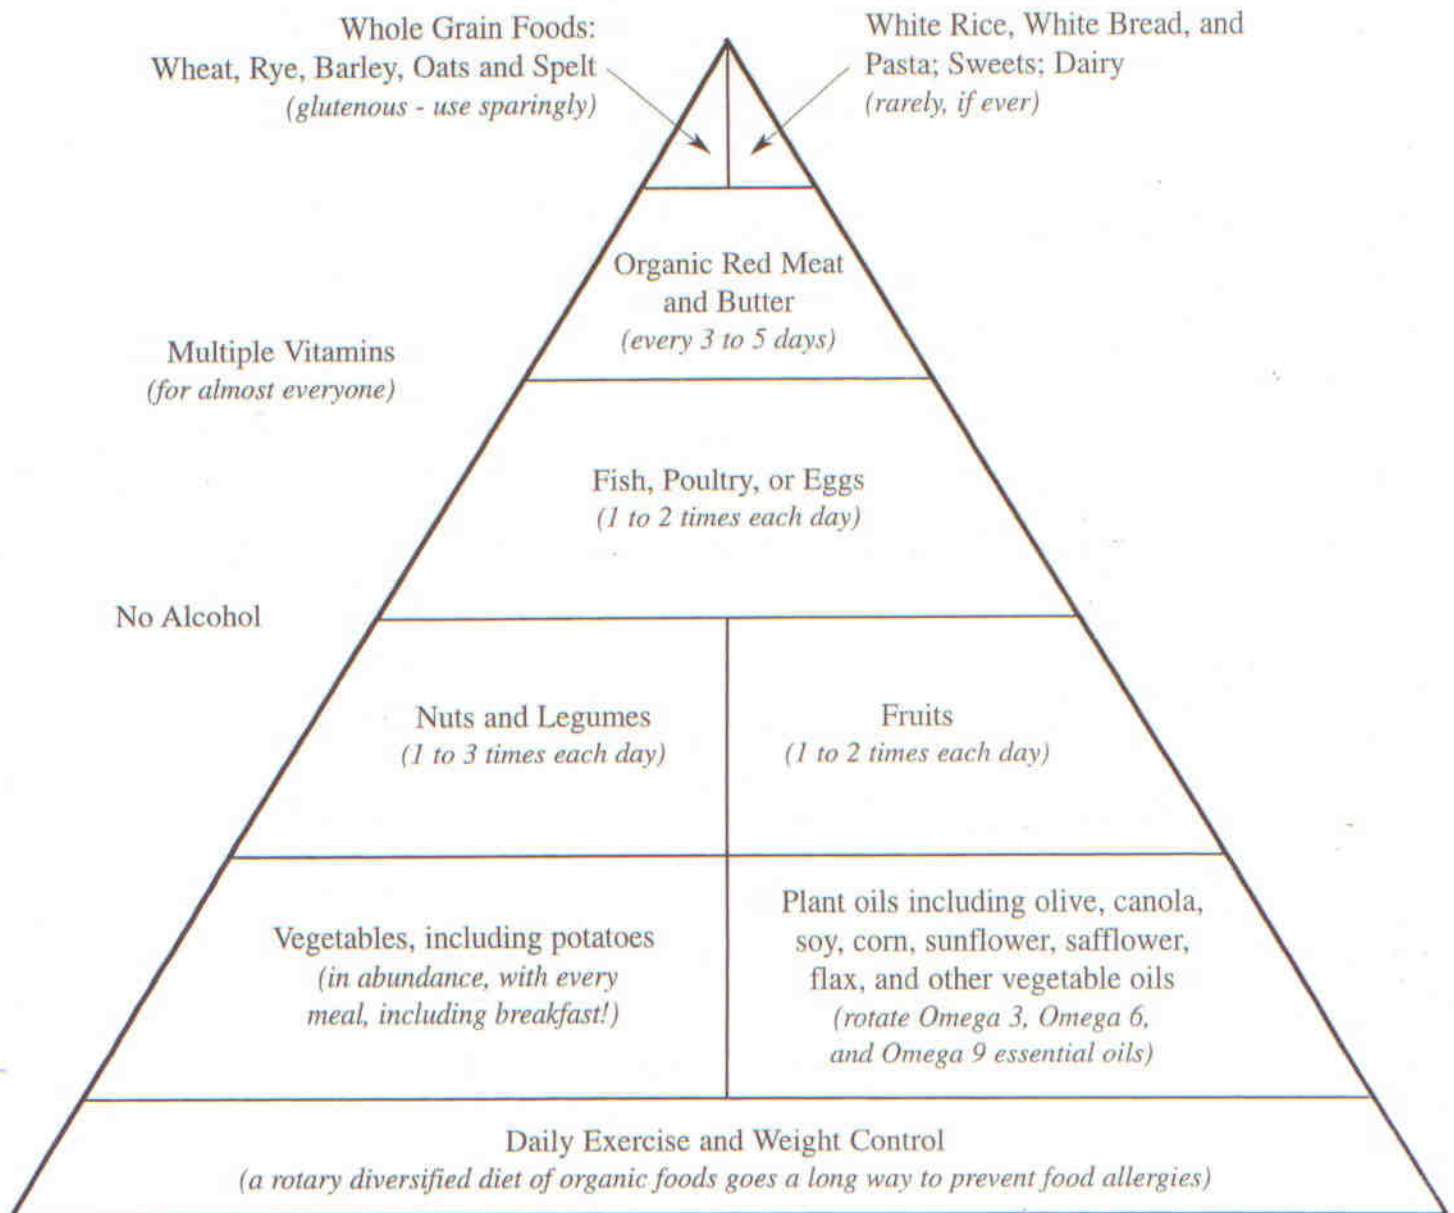 Whole Grain Foods:
Wheat, Rye, Barley, Oats and Spelt
(glutenous - use sparingly)
White Rice, White Bread, and
Pasta; Sweets; Dairy
(rarely, if ever)
Organic Red Meat
and Butter
(every 3 to 5 days)
Multiple Vitamins
(for almost everyone)
Fish, Poultry, or Eggs
(1 to 2 times each day)
No Alcohol
Nuts and Legumes
(1 to 3 times each day)
Fruits
(1 to 2 times each day)
Vegetables, including potatoes
(in abundance, with every
meal, including breakfast!)
Plant oils including olive, canola,
soy, corn, sunflower, safflower,
flax, and other vegetable oils
(rotate Omega 3, Omega 6,
and Omega 9 essential oils)
Daily Exercise and Weight Control
(a rotary diversified diet of organic foods goes a long way to prevent food allergies)